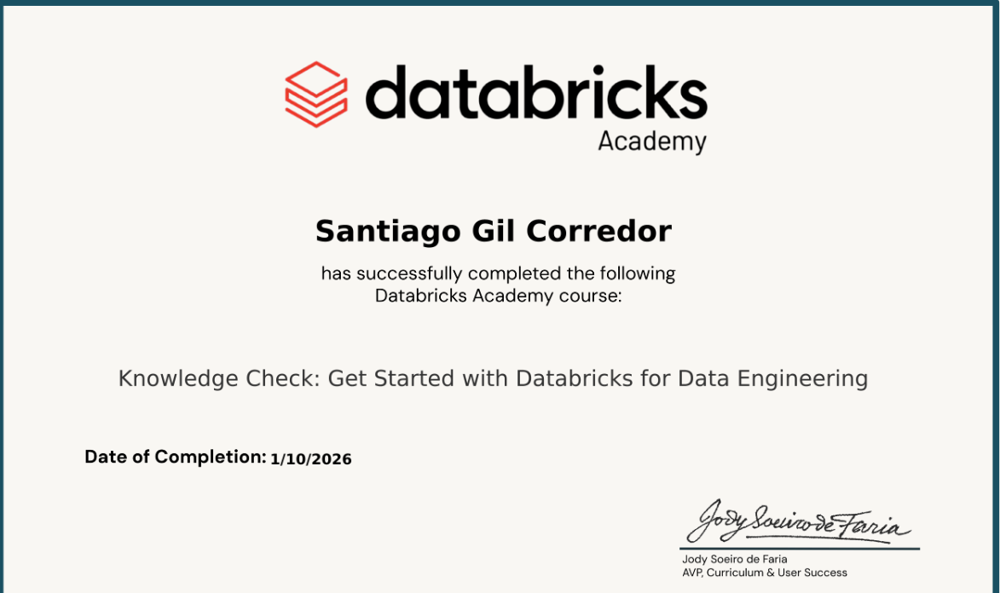 databricks
Academy
Santiago Gil Corredor
has successfully completed the following
Databricks Academy course:
Knowledge Check: Get Started with Databricks for Data Engineering
Date of Completion: 1/10/2026
Jody Soeiro de Faria
Jody Soeiro de Faria
AVP, Curriculum & User Success